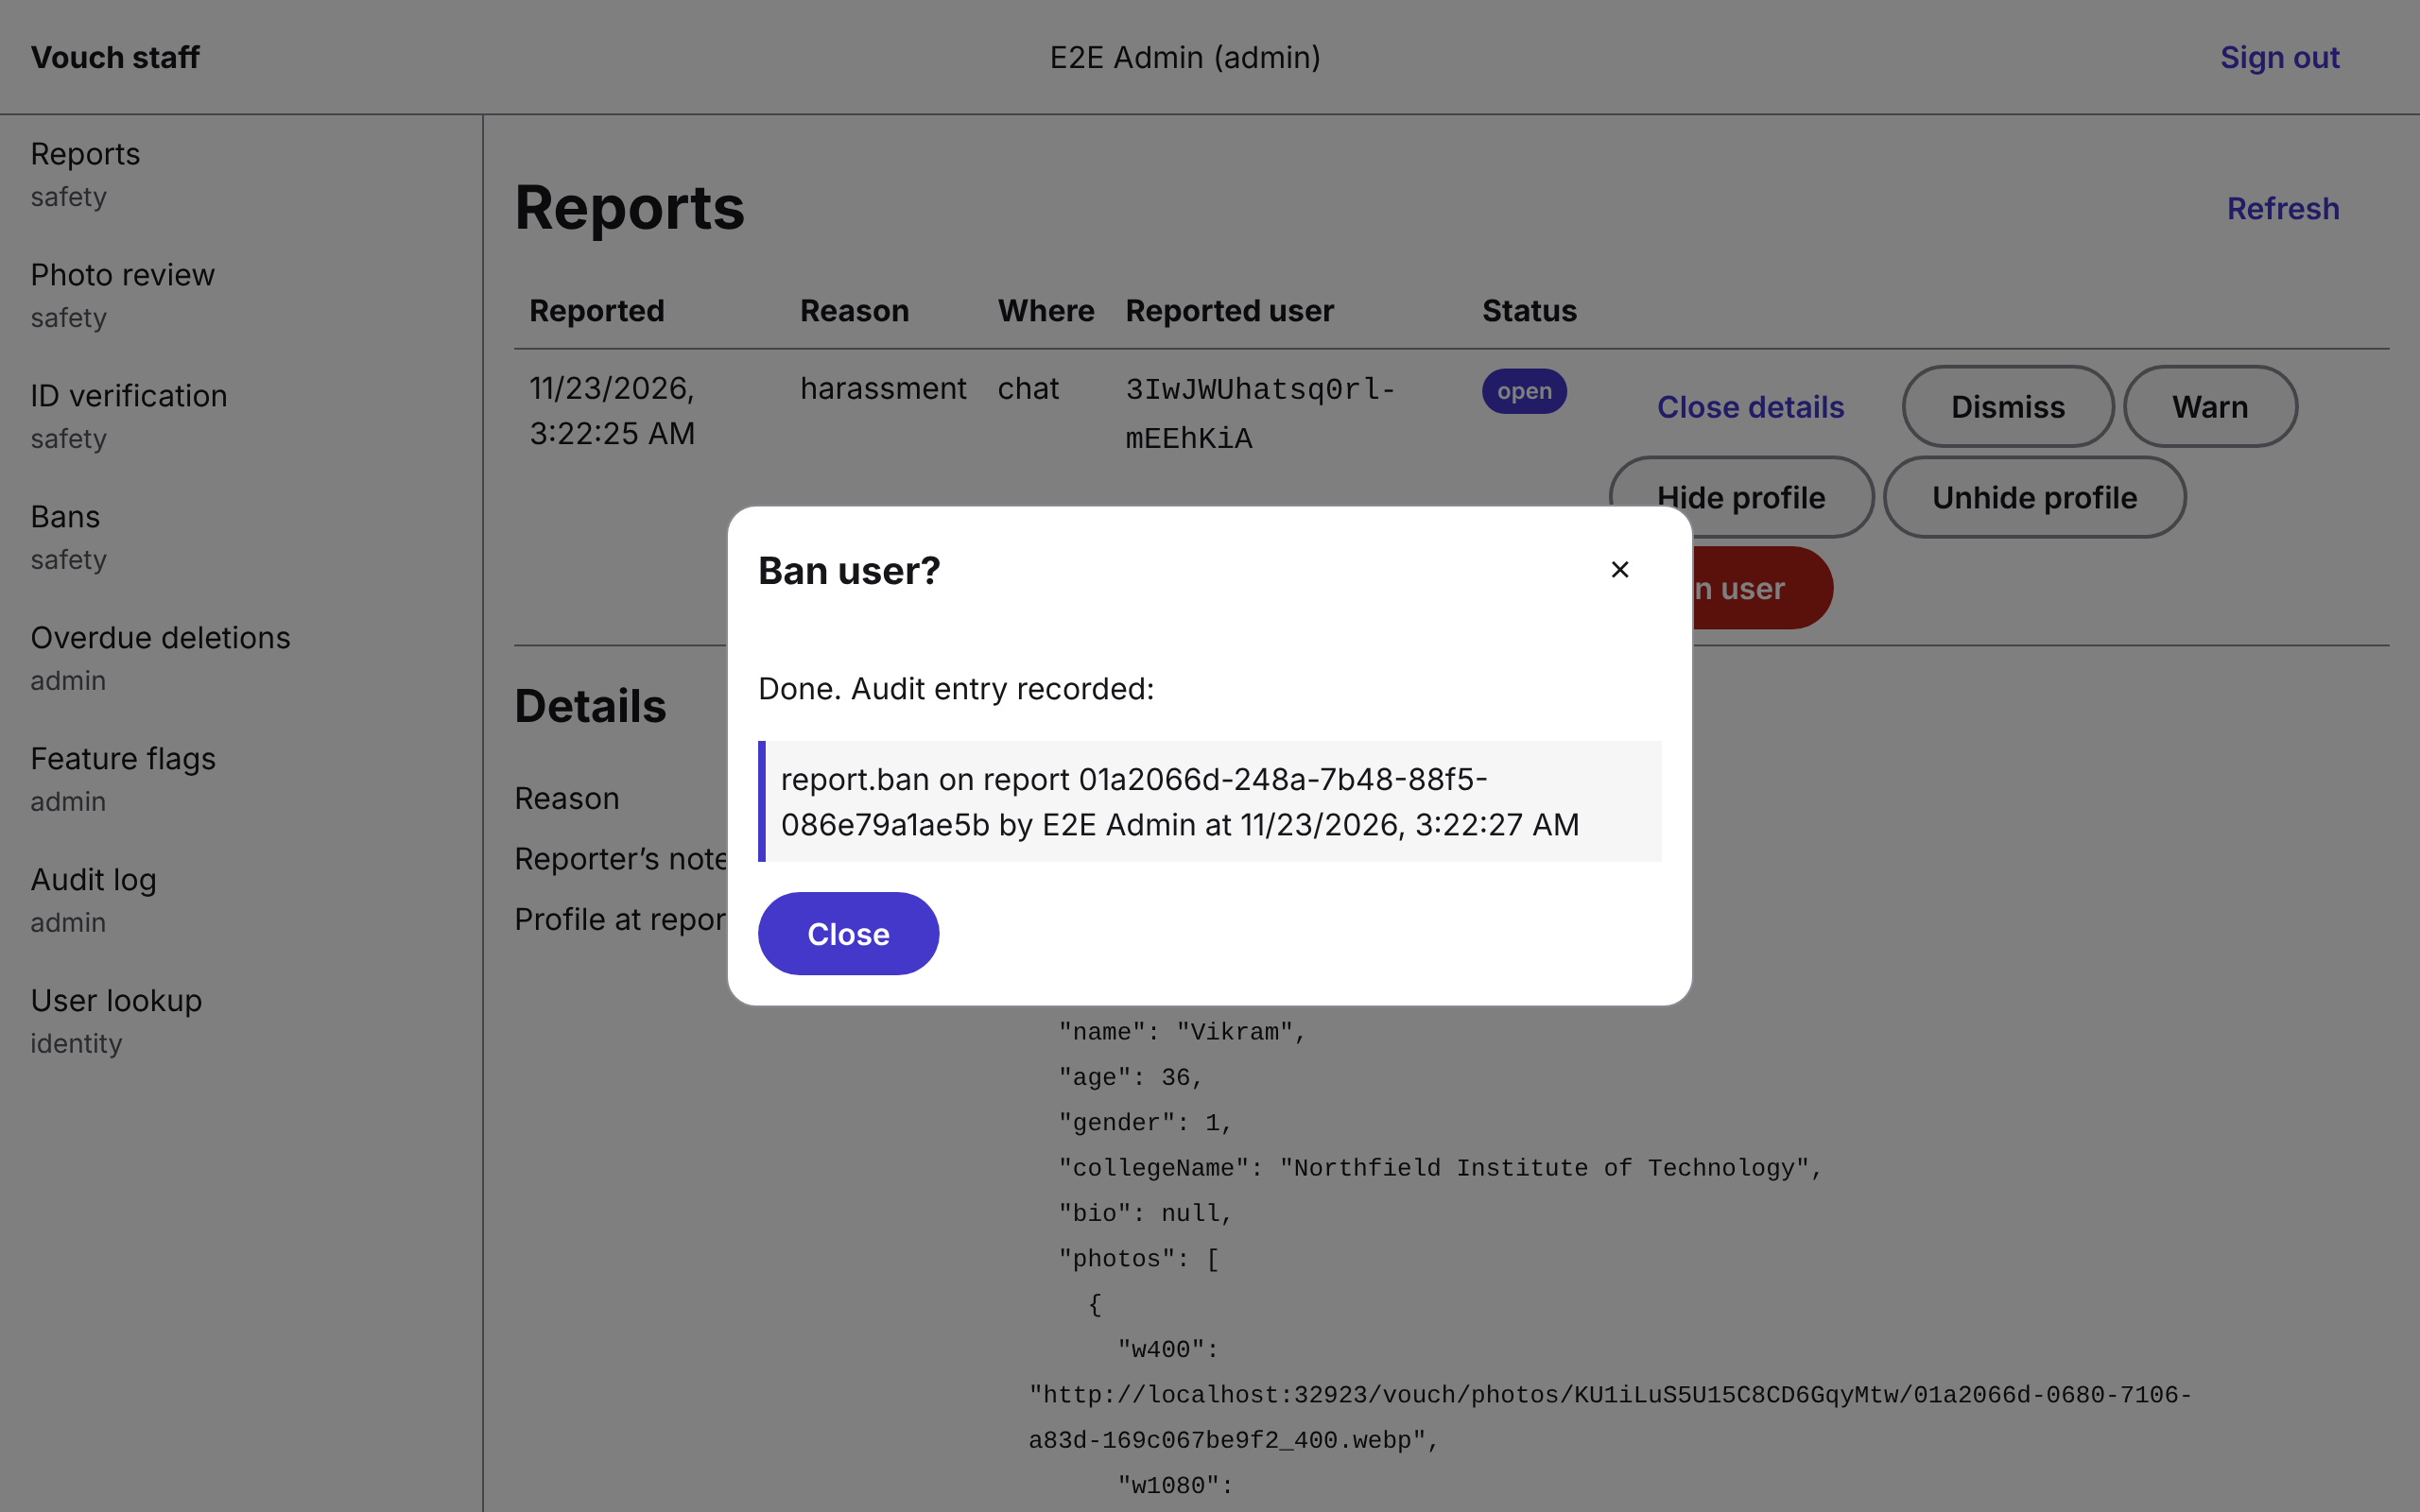 Vouch staff
E2E Admin (admin)
Sign out
Reports
safety
Photo review
safety
ID verification
safety
Bans
safety
Overdue deletions
admin
Feature flags
admin
Audit log
admin
User lookup
identity
Reports
Refresh
Reported Reason Where Reported user Status
11/23/2026,
3:22:25 AM
harassment
chat
3IwJWUhatsq0rl-
mEEhKiA
open
Close details
Dismiss
Warn
Hide profile
Unhide profile
n user
Ban user?
×
Done. Audit entry recorded:
report.ban on report 01a2066d-248a-7b48-88f5-
086e79a1ae5b by E2E Admin at 11/23/2026, 3:22:27 AM
Close
Details
Reason
Reporter’s note
Profile at repor
"name": "Vikram",
"age": 36,
"gender": 1,
"collegeName": "Northfield Institute of Technology",
"bio": null,
"photos": [
{
"w400":
"http://localhost:32923/vouch/photos/KU1iLuS5U15C8CD6GqyMtw/01a2066d-0680-7106-
a83d-169c067be9f2_400.webp",
"w1080":